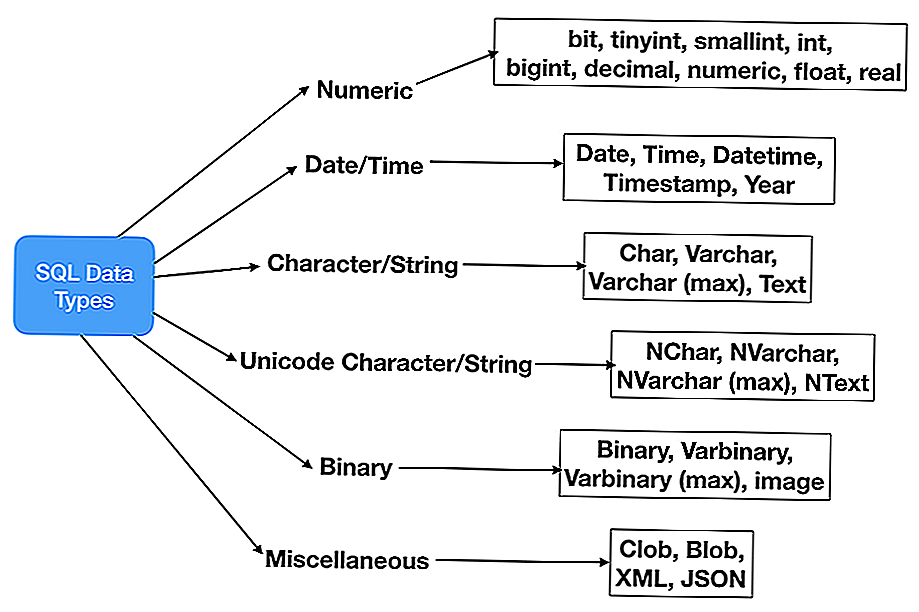 SQL Data
Types
Numeric
bit, tinyint, smallint, int,
bigint, decimal, numeric, float, real
Date/Time
Date, Time, Datetime,
Timestamp, Year
Character/String
Char, Varchar,
Varchar (max), Text
Unicode Character/String
NChar, NVarchar,
NVarchar (max), NText
Binary
Binary, Varbinary,
Varbinary (max), image
Miscellaneous
Clob, Blob,
XML, JSON